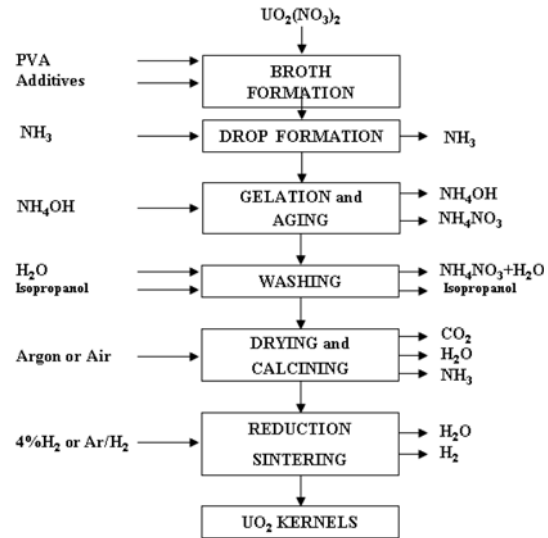 UO₂(NO₃)₂
PVA
Additives
BROTH
FORMATION
NH₃
DROP FORMATION
NH₃
NH₄OH
GELATION and
AGING
NH₄OH
NH₄NO₃
H₂O
Isopropanol
WASHING
NH₄NO₃+H₂O
Isopropanol
Argon or Air
DRYING and
CALCINING
CO₂
H₂O
NH₃
4%H₂ or Ar/H₂
REDUCTION
SINTERING
H₂O
H₂
UO₂ KERNELS